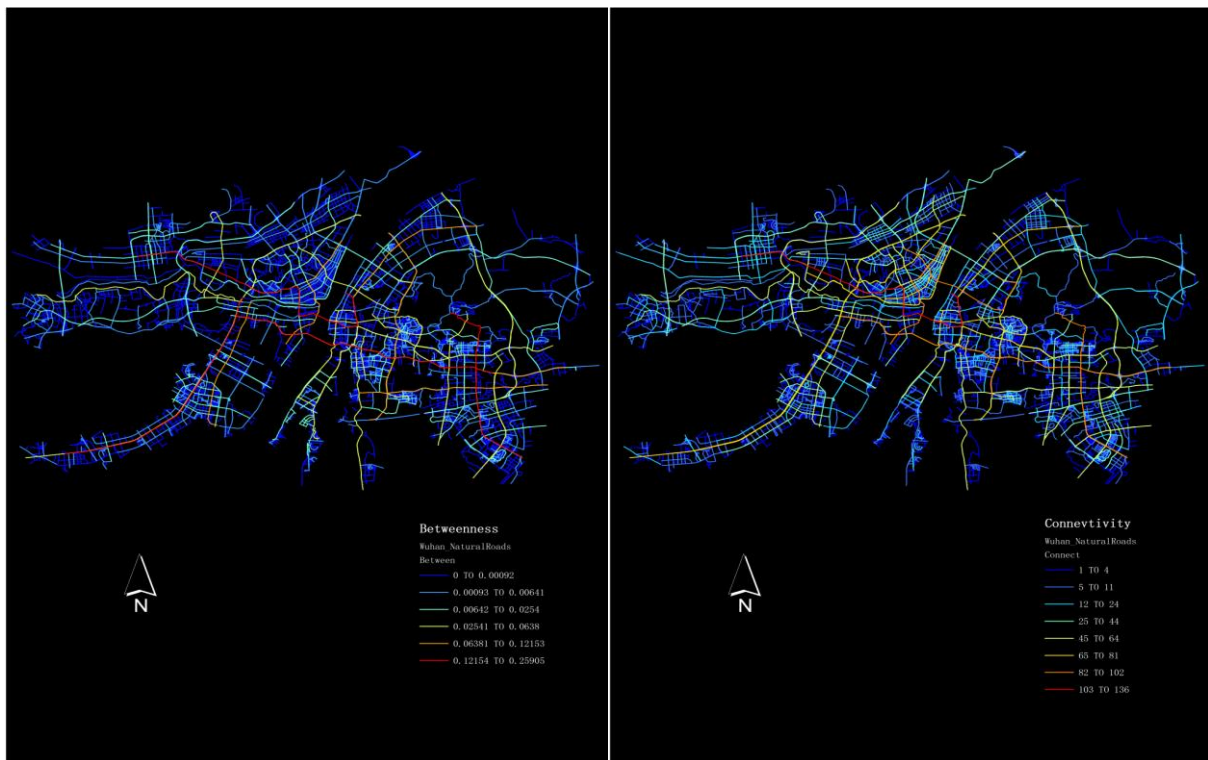 Betweenness
Wuhan_NaturalRoads
Between
0 TO 0.00092
0.00093 TO 0.00641
0.00642 TO 0.0254
0.02541 TO 0.0638
0.06381 TO 0.12153
0.12154 TO 0.25905
N
Connevtivity
Wuhan_NaturalRoads
Connect
1 TO 4
5 TO 11
12 TO 24
25 TO 44
45 TO 64
65 TO 81
82 TO 102
103 TO 136
N